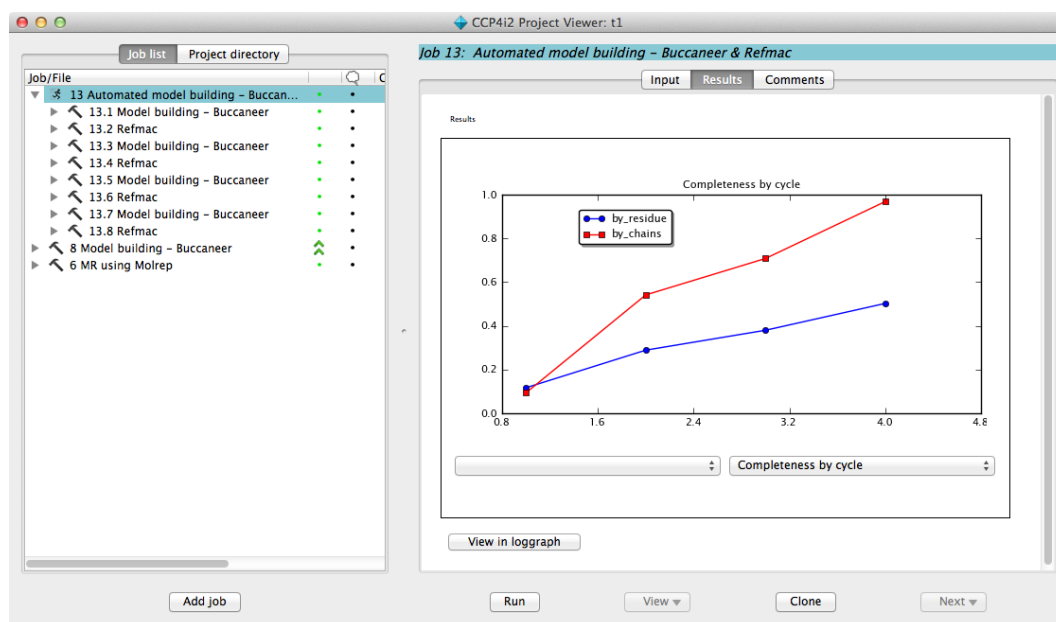 CCP4i2 Project Viewer: t1
Job list Project directory
Job/File C
13 Automated model building – Buccan...
13.1 Model building – Buccaneer
13.2 Refmac
13.3 Model building – Buccaneer
13.4 Refmac
13.5 Model building – Buccaneer
13.6 Refmac
13.7 Model building – Buccaneer
13.8 Refmac
8 Model building – Buccaneer
6 MR using Molrep
Add job
Job 13: Automated model building – Buccaneer & Refmac
Input Results Comments
Results
Completeness by cycle
1.0
0.8
0.6
0.4
0.2
0.0
by_residue
by_chains
0.8 1.6 2.4 3.2 4.0 4.8
Completeness by cycle
View in loggraph
Run View Clone Next